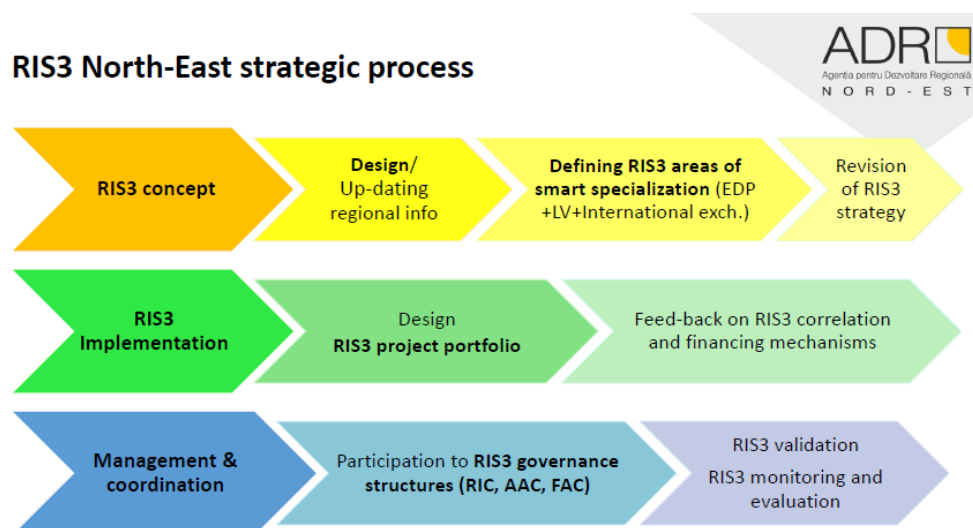 RIS3 North-East strategic process
ADR
Agenția pentru Dezvoltare Regională
NORD-EST
RIS3 concept
Design/
Up-dating
regional info
Defining RIS3 areas of
smart specialization (EDP
+LV+International exch.)
Revision
of RIS3
strategy
RIS3
Implementation
Design
RIS3 project portfolio
Feed-back on RIS3 correlation
and financing mechanisms
Management &
coordination
Participation to RIS3 governance
structures (RIC, AAC, FAC)
RIS3 validation
RIS3 monitoring and
evaluation